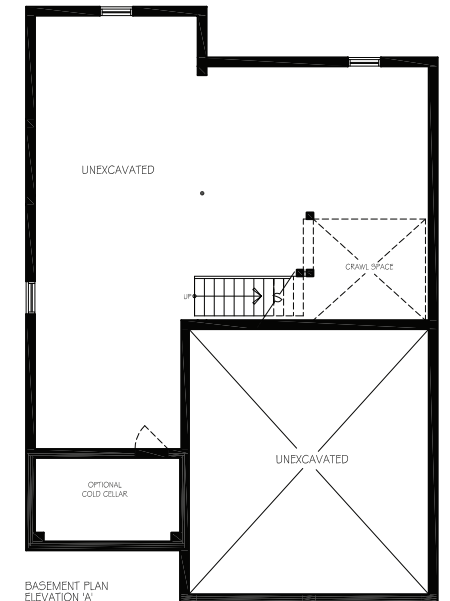 UNEXCAVATED
CRAWL SPACE
UP
UNEXCAVATED
OPTIONAL
COLD CELLAR
BASEMENT PLAN
ELEVATION 'A'